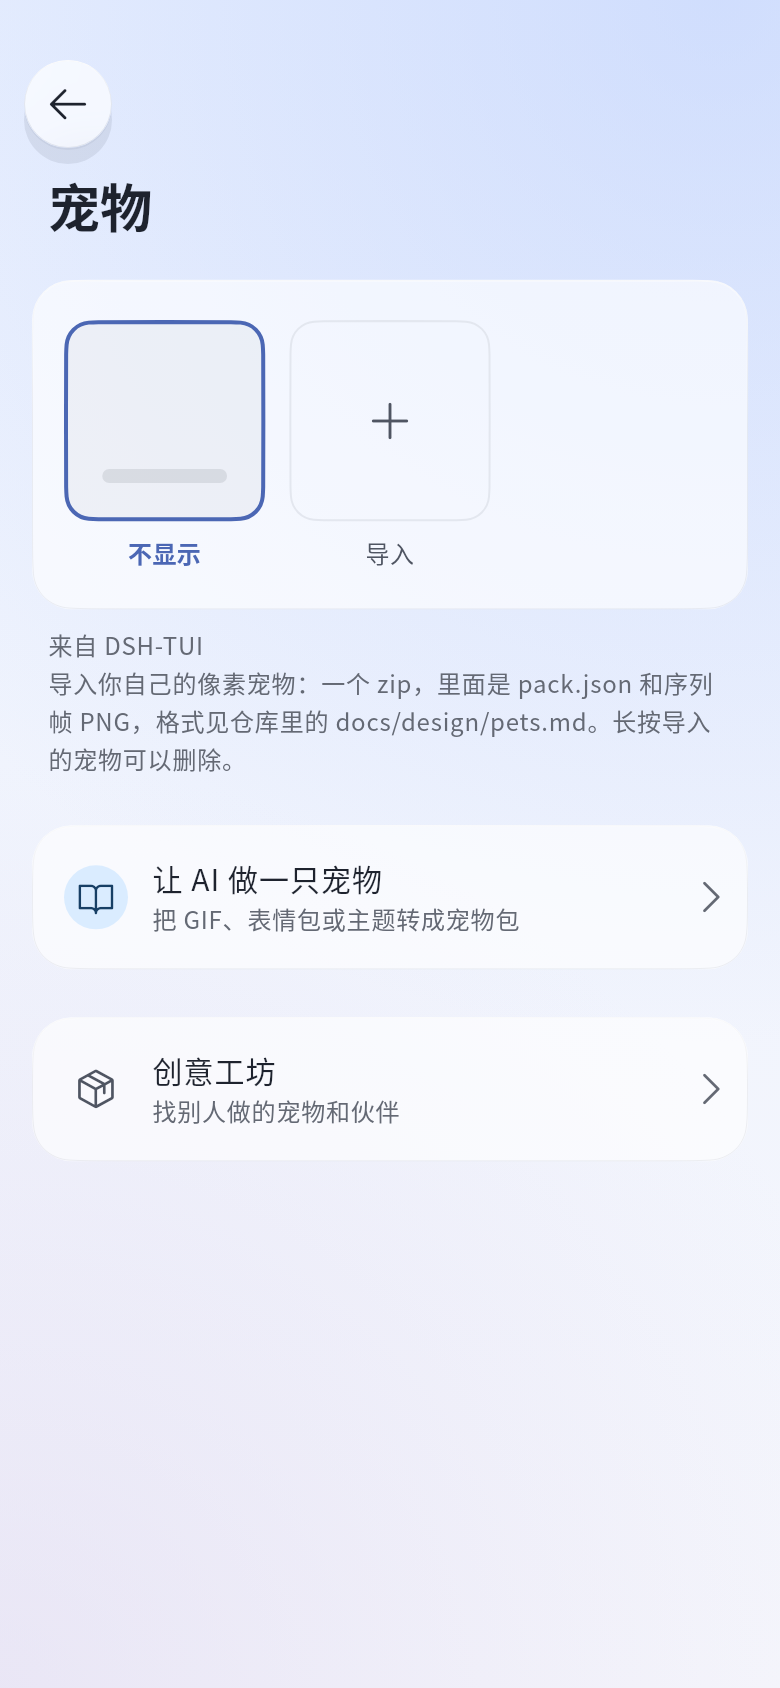 宠物
不显示
导入
来自 DSH-TUI
导入你自己的像素宠物：一个 zip，里面是 pack.json 和序列
帧 PNG，格式见仓库里的 docs/design/pets.md。长按导入
的宠物可以删除。
让 AI 做一只宠物
把 GIF、表情包或主题转成宠物包
创意工坊
找别人做的宠物和伙伴